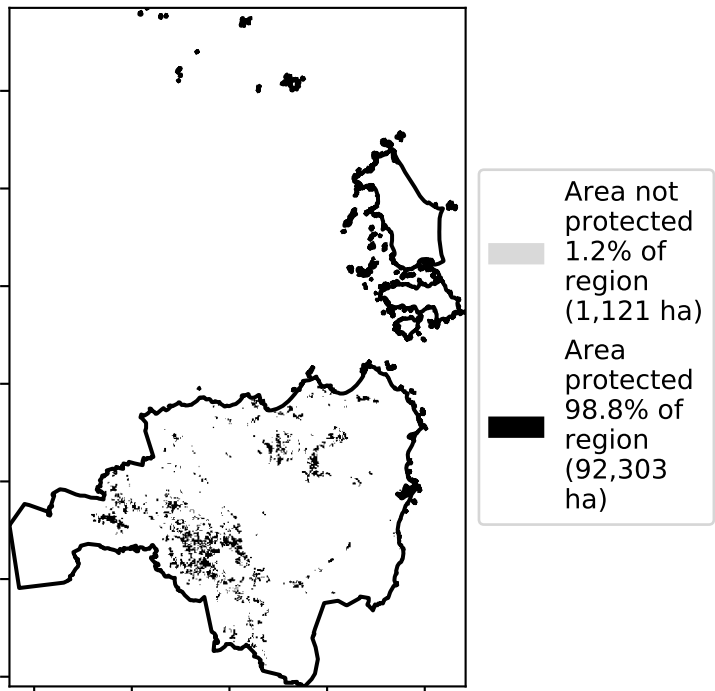 Area not
protected
1.2% of
region
(1,121 ha)
Area
protected
98.8% of
region
(92,303
ha)